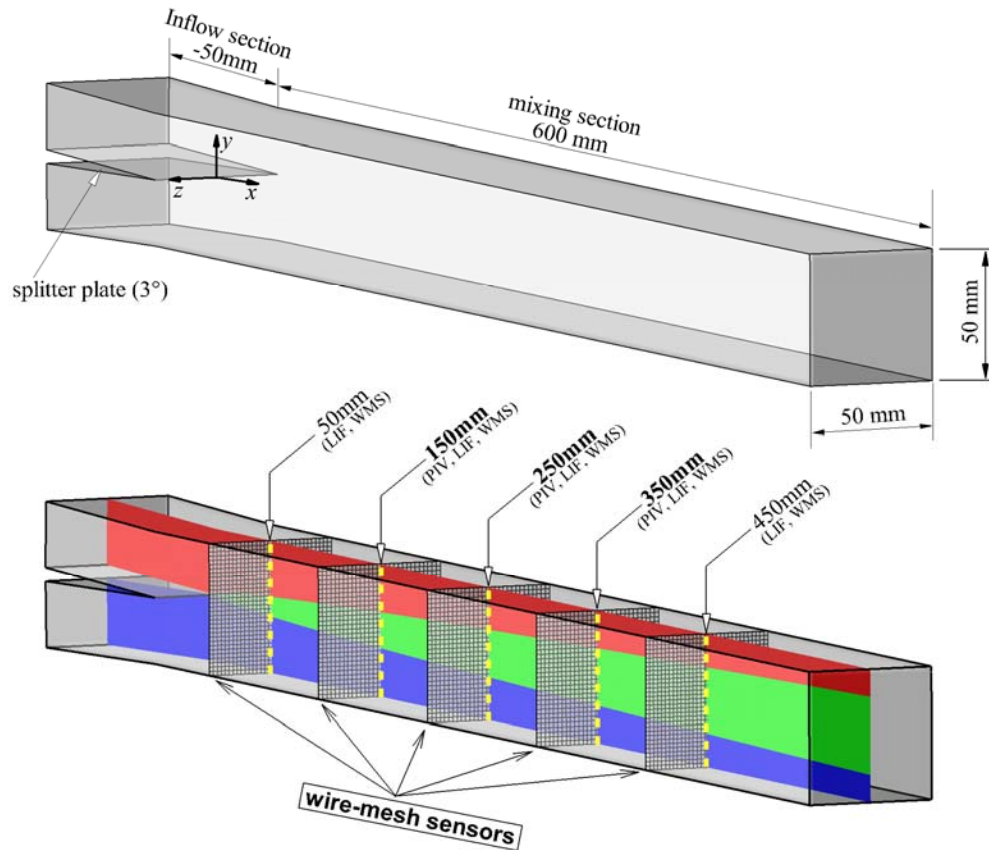 Inflow section
-50mm
mixing section
600 mm
y
z
x
splitter plate (3°)
50 mm
50 mm
50mm
(LIF, WMS)
150mm
(PIV, LIF, WMS)
250mm
(PIV, LIF, WMS)
350mm
(PIV, LIF, WMS)
450mm
(LIF, WMS)
wire-mesh sensors